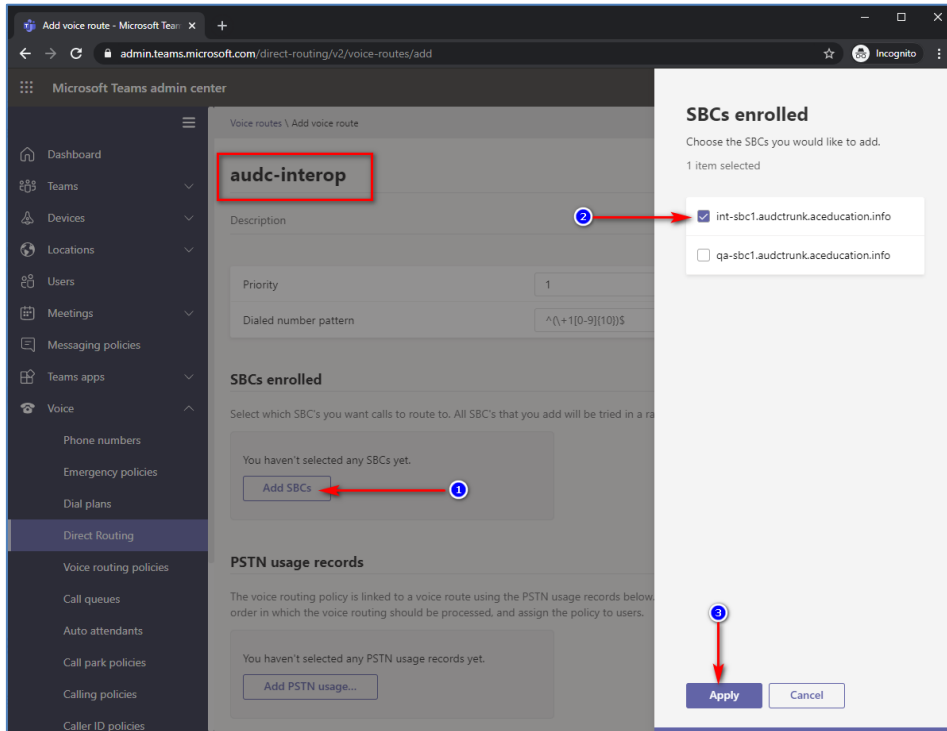 Add voice route - Microsoft Tear
admin.teams.microsoft.com/direct-routing/v2/voice-routes/add
Incognito
Microsoft Teams admin center
Dashboard
Teams
Devices
Locations
Users
Meetings
Messaging policies
Teams apps
Voice
Phone numbers
Emergency policies
Dial plans
Direct Routing
Voice routing policies
Call queues
Auto attendants
Call park policies
Calling policies
Caller ID policies
Voice routes \ Add voice route
audc-interop
Description
Priority
1
Dialed number pattern
^(\+1[0-9]{10})$
SBCs enrolled
Select which SBC's you want calls to route to. All SBC's that you add will be tried in a ra
You haven't selected any SBCs yet.
Add SBCs
1
PSTN usage records
The voice routing policy is linked to a voice route using the PSTN usage records below.
order in which the voice routing should be processed, and assign the policy to users.
You haven't selected any PSTN usage records yet.
Add PSTN usage...
SBCs enrolled
Choose the SBCs you would like to add.
1 item selected
2
int-sbc1.audctrunk.aceducation.info
qa-sbc1.audctrunk.aceducation.info
3
Apply
Cancel